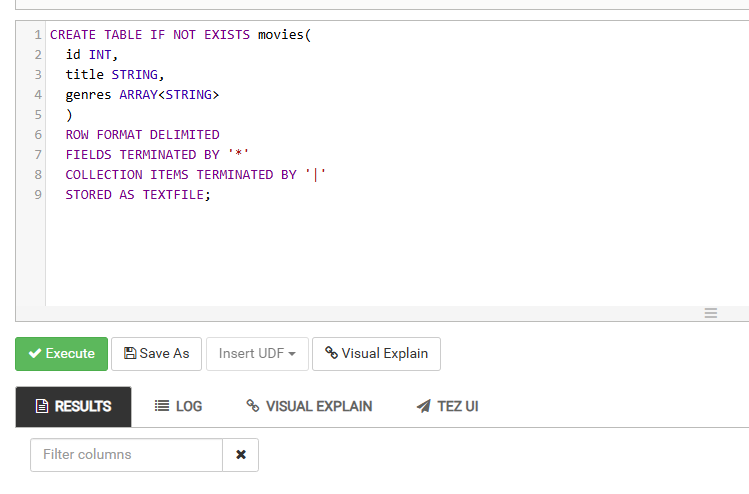 1 CREATE TABLE IF NOT EXISTS movies(
2 id INT,
3 title STRING,
4 genres ARRAY<STRING>
5 )
6 ROW FORMAT DELIMITED
7 FIELDS TERMINATED BY '*'
8 COLLECTION ITEMS TERMINATED BY '|'
9 STORED AS TEXTFILE;
Execute Save As Insert UDF Visual Explain
RESULTS LOG VISUAL EXPLAIN TEZ UI
Filter columns